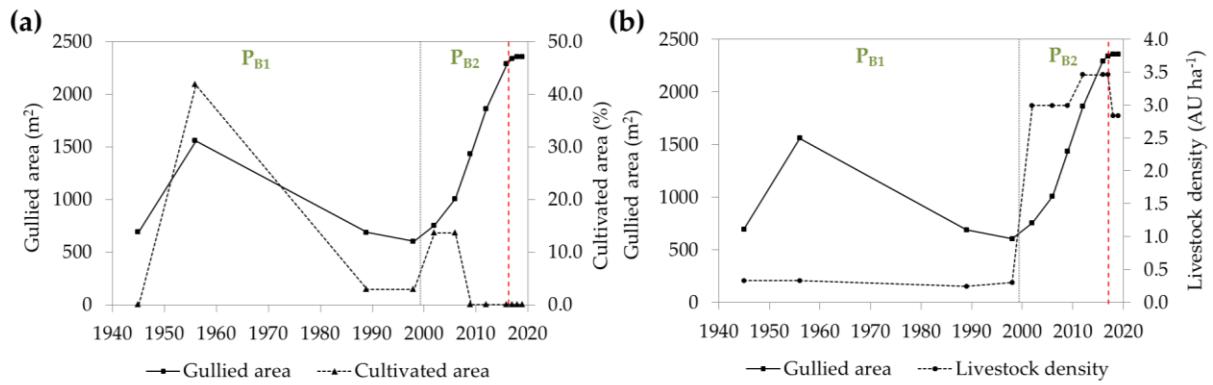 (a)
P_B1
P_B2
2500
2000
1500
1000
500
0
Gullied area (m²)
50.0
40.0
30.0
20.0
10.0
0.0
Cultivated area (%)
1940 1950 1960 1970 1980 1990 2000 2010 2020
Gullied area
Cultivated area
(b)
P_B1
P_B2
2500
2000
1500
1000
500
0
Gullied area (m²)
4.0
3.5
3.0
2.5
2.0
1.5
1.0
0.5
0.0
Livestock density (AU ha⁻¹)
1940 1950 1960 1970 1980 1990 2000 2010 2020
Gullied area
Livestock density